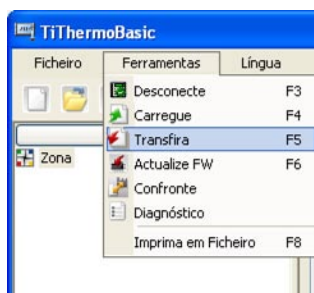 TiThermoBasic
Ficheiro Ferramentas Língua
Desconecte F3
Carregue F4
Transfira F5
Zona
Actualize FW F6
Confronte
Diagnóstico
Imprima em Ficheiro F8